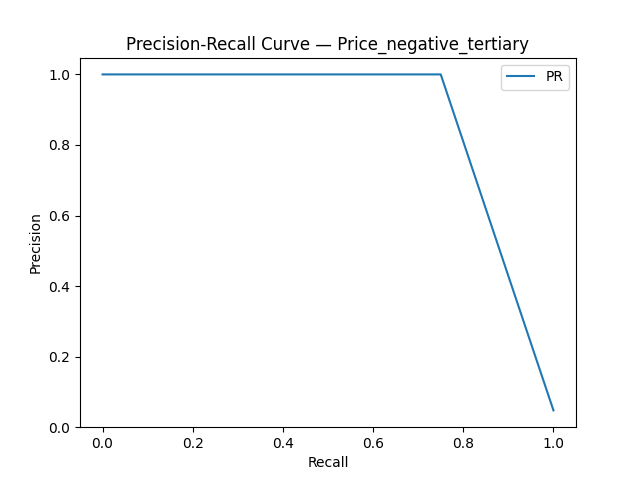 Precision-Recall Curve — Price_negative_tertiary
PR
1.0
0.8
0.6
0.4
0.2
0.0
Precision
0.0 0.2 0.4 0.6 0.8 1.0
Recall